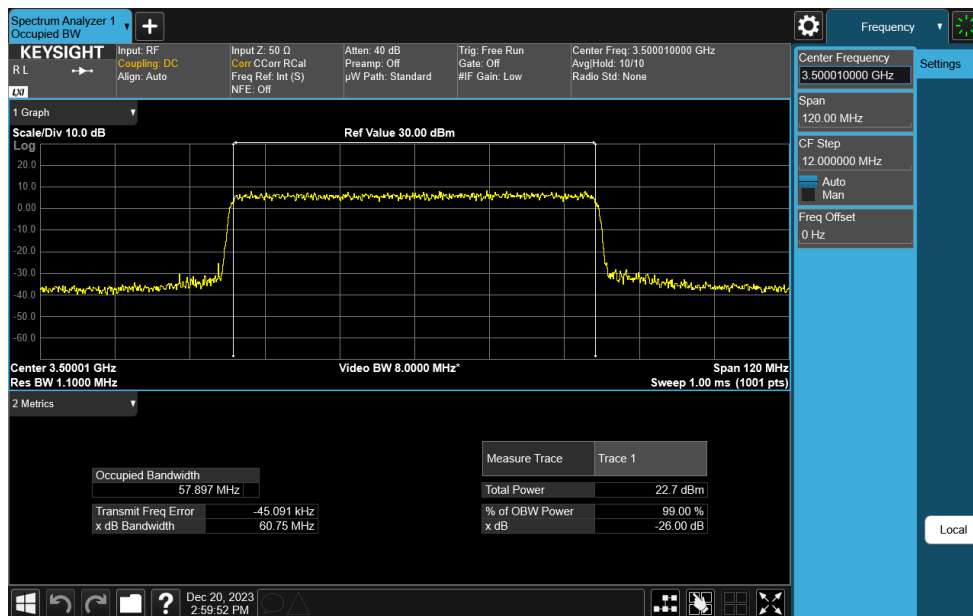 Spectrum Analyzer 1
Occupied BW
Frequency
KEYSIGHT
R L
LXI
Input: RF
Coupling: DC
Align: Auto
Input Z: 50 Ω
Corr CCorr RCal
Freq Ref: Int (S)
NFE: Off
Atten: 40 dB
Preamp: Off
µW Path: Standard
Trig: Free Run
Gate: Off
#IF Gain: Low
Center Freq: 3.500010000 GHz
Avg|Hold: 10/10
Radio Std: None
Center Frequency
3.500010000 GHz
Settings
Span
120.00 MHz
CF Step
12.000000 MHz
Auto
Man
Freq Offset
0 Hz
Local
1 Graph
Scale/Div 10.0 dB
Ref Value 30.00 dBm
Log
20.0
10.0
0.00
-10.0
-20.0
-30.0
-40.0
-50.0
-60.0
Center 3.50001 GHz
Video BW 8.0000 MHz*
Span 120 MHz
Res BW 1.1000 MHz
Sweep 1.00 ms (1001 pts)
2 Metrics
Measure Trace
Trace 1
Occupied Bandwidth
57.897 MHz
Total Power
22.7 dBm
Transmit Freq Error
-45.091 kHz
% of OBW Power
99.00 %
x dB Bandwidth
60.75 MHz
x dB
-26.00 dB
?
Dec 20, 2023
2:59:52 PM